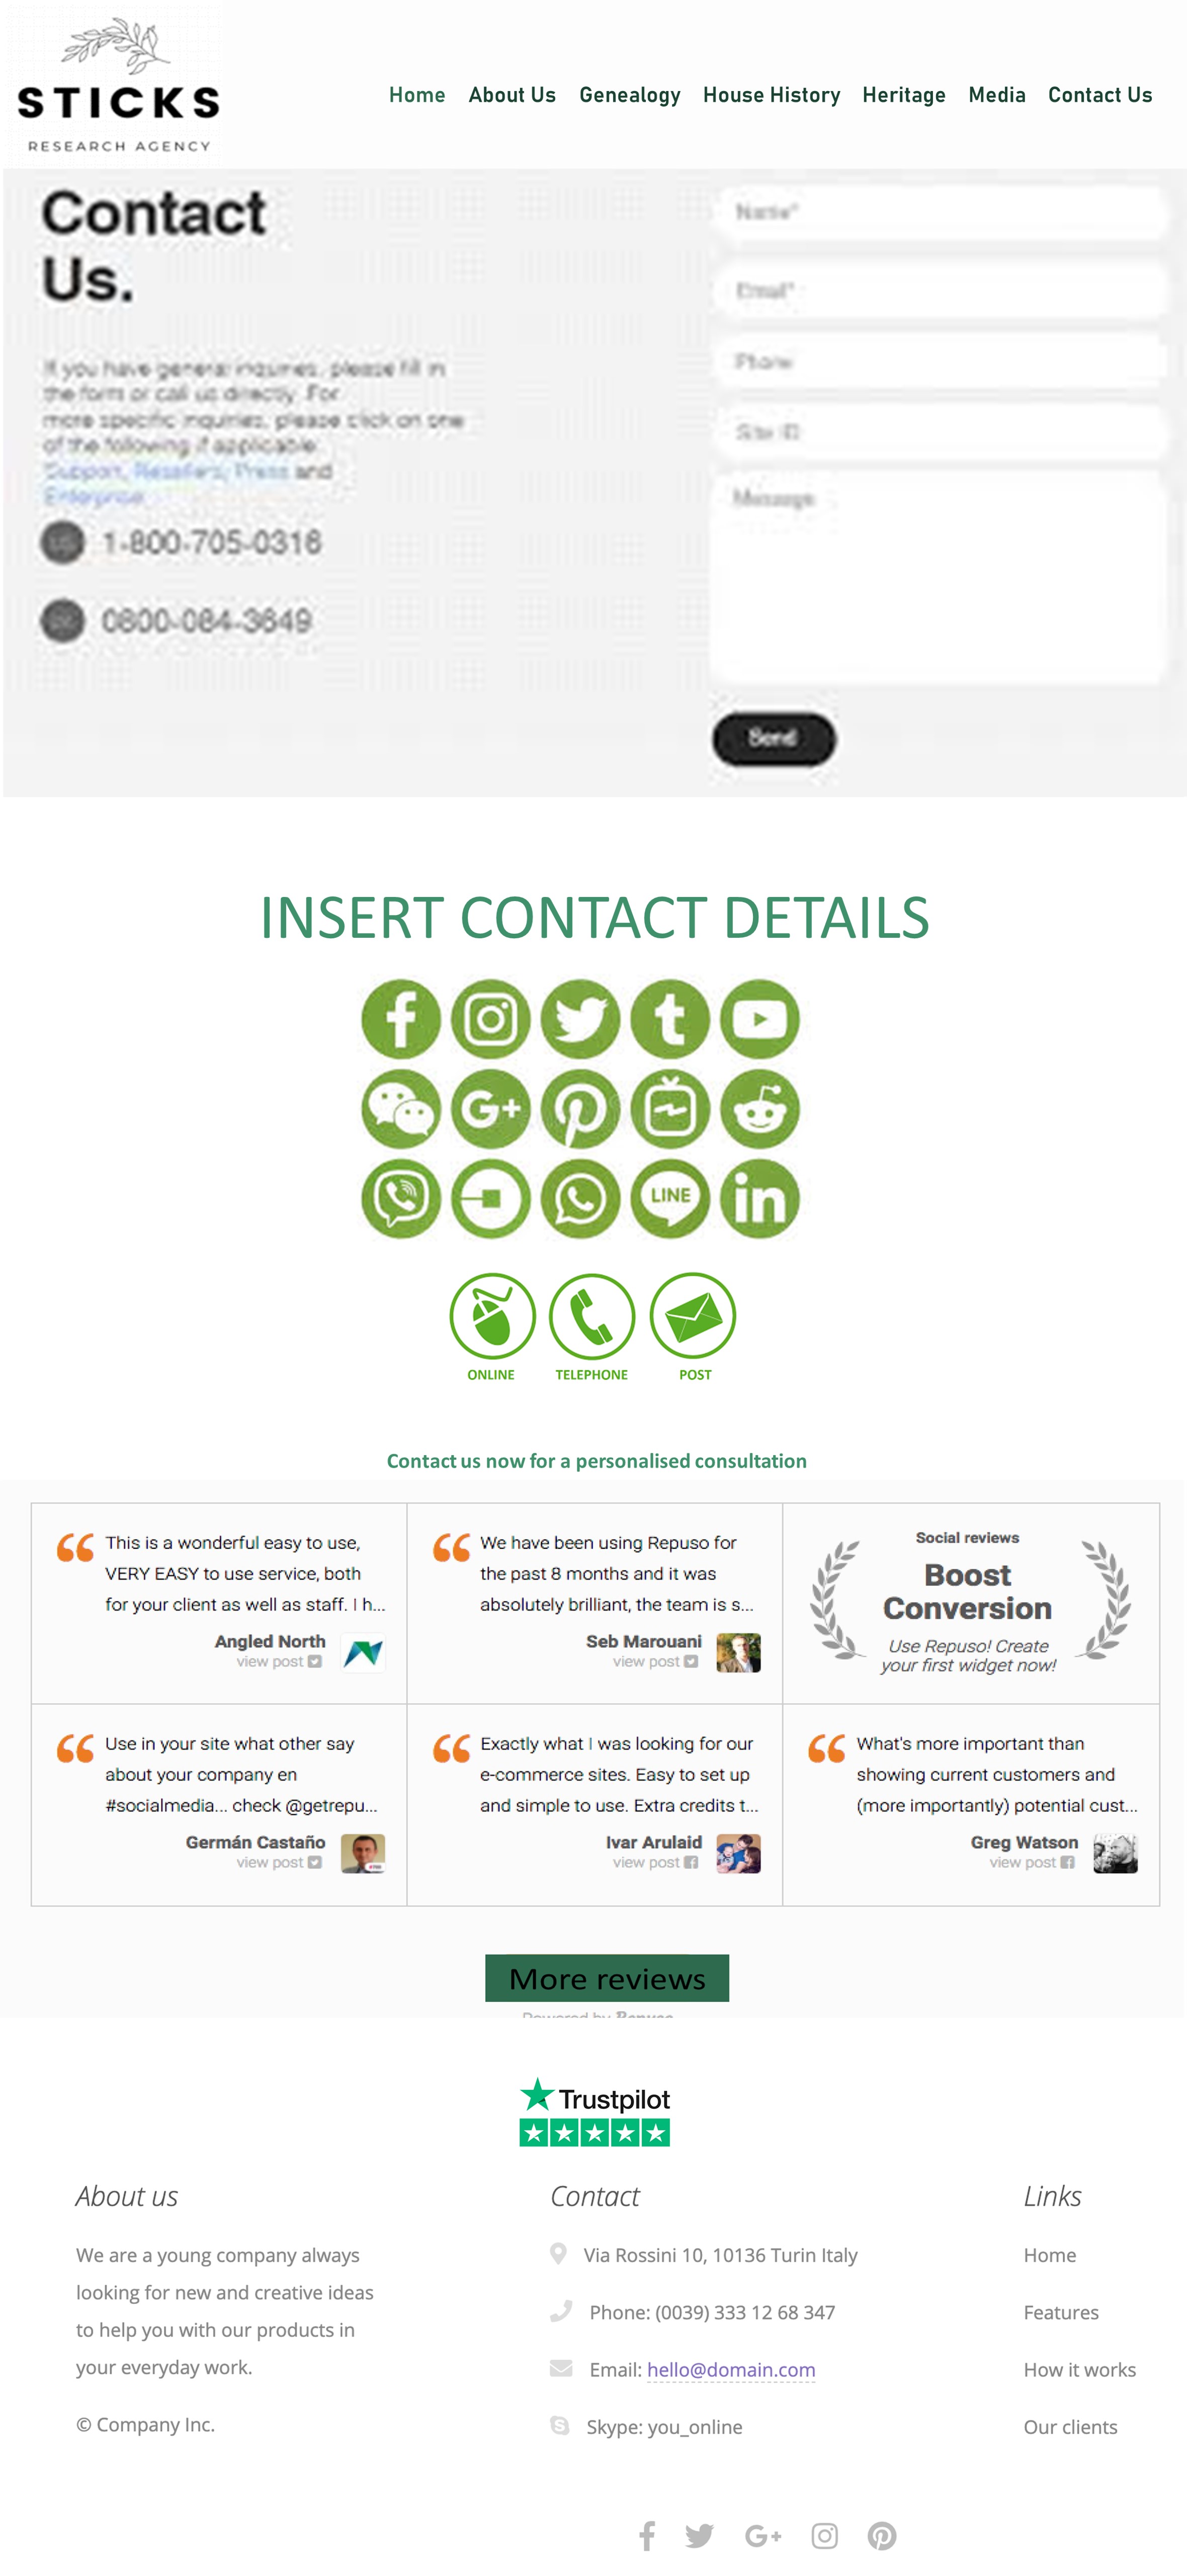 STICKS
RESEARCH AGENCY
Home About Us Genealogy House History Heritage Media Contact Us
Contact
Us.
If you have general inquiries, please fill in
the form or call us directly. For
more specific inquiries, please click on one
of the following if applicable:
Support, Resellers, Press and
Enterprise
1-800-705-0316
0800-084-3649
Name*
Email*
Phone
Site ID
Message
Send
INSERT CONTACT DETAILS
G+
LINE
in
ONLINE TELEPHONE POST
Contact us now for a personalised consultation
This is a wonderful easy to use,
VERY EASY to use service, both
for your client as well as staff. I h...
Angled North
view post
We have been using Repuso for
the past 8 months and it was
absolutely brilliant, the team is s...
Seb Marouani
view post
Social reviews
Boost
Conversion
Use Repuso! Create
your first widget now!
Use in your site what other say
about your company en
#socialmedia... check @getrepu...
Germán Castaño
view post
Exactly what I was looking for our
e-commerce sites. Easy to set up
and simple to use. Extra credits t...
Ivar Arulaid
view post
What's more important than
showing current customers and
(more importantly) potential cust...
Greg Watson
view post
More reviews
Powered by Repuso
Trustpilot
About us
We are a young company always
looking for new and creative ideas
to help you with our products in
your everyday work.
© Company Inc.
Contact
Via Rossini 10, 10136 Turin Italy
Phone: (0039) 333 12 68 347
Email: hello@domain.com
Skype: you_online
Links
Home
Features
How it works
Our clients
G+